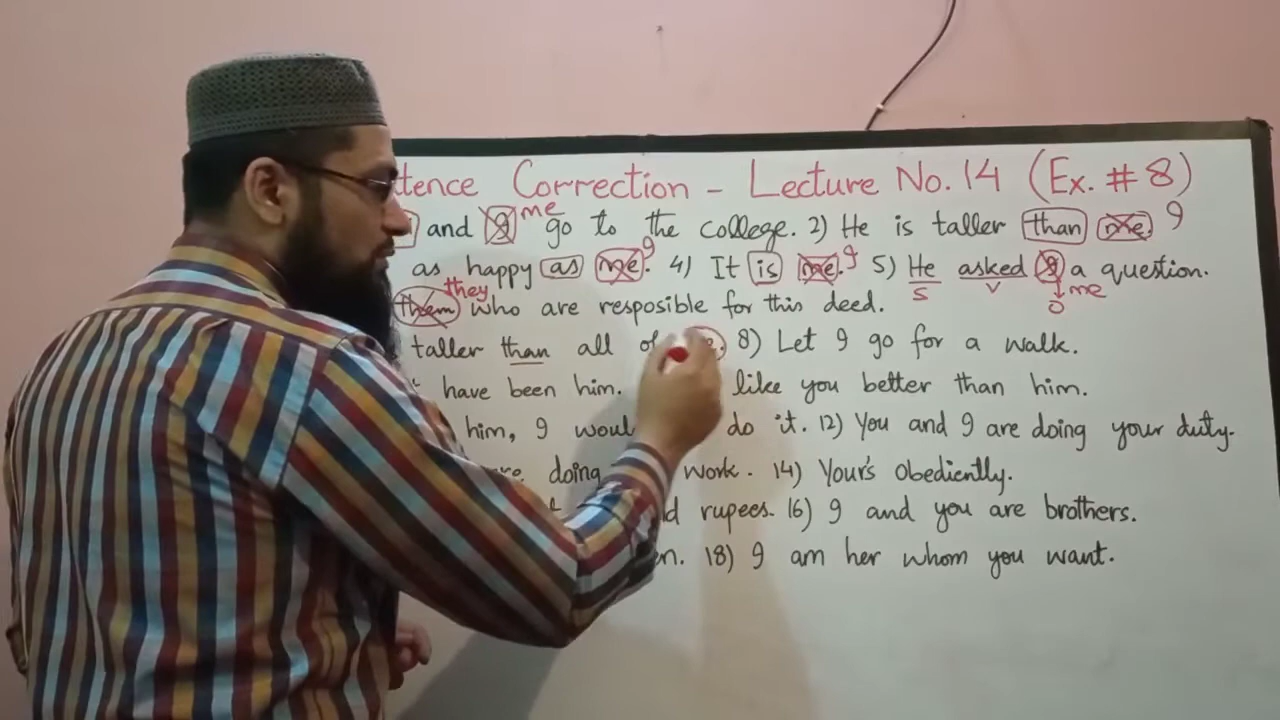 tence Correction - Lecture No. 14 (Ex. # 8)
and I me go to the college. 2) He is taller than me. I
as happy as me. I 4) It is me. I 5) He asked I a question.
S V O me
them they who are resposible for this deed.
taller than all of 8) Let I go for a walk.
have been him. like you better than him.
him, I would do it. 12) You and I are doing your duty.
doing work. 14) Your's Obediently.
rupees. 16) I and you are brothers.
18) I am her whom you want.